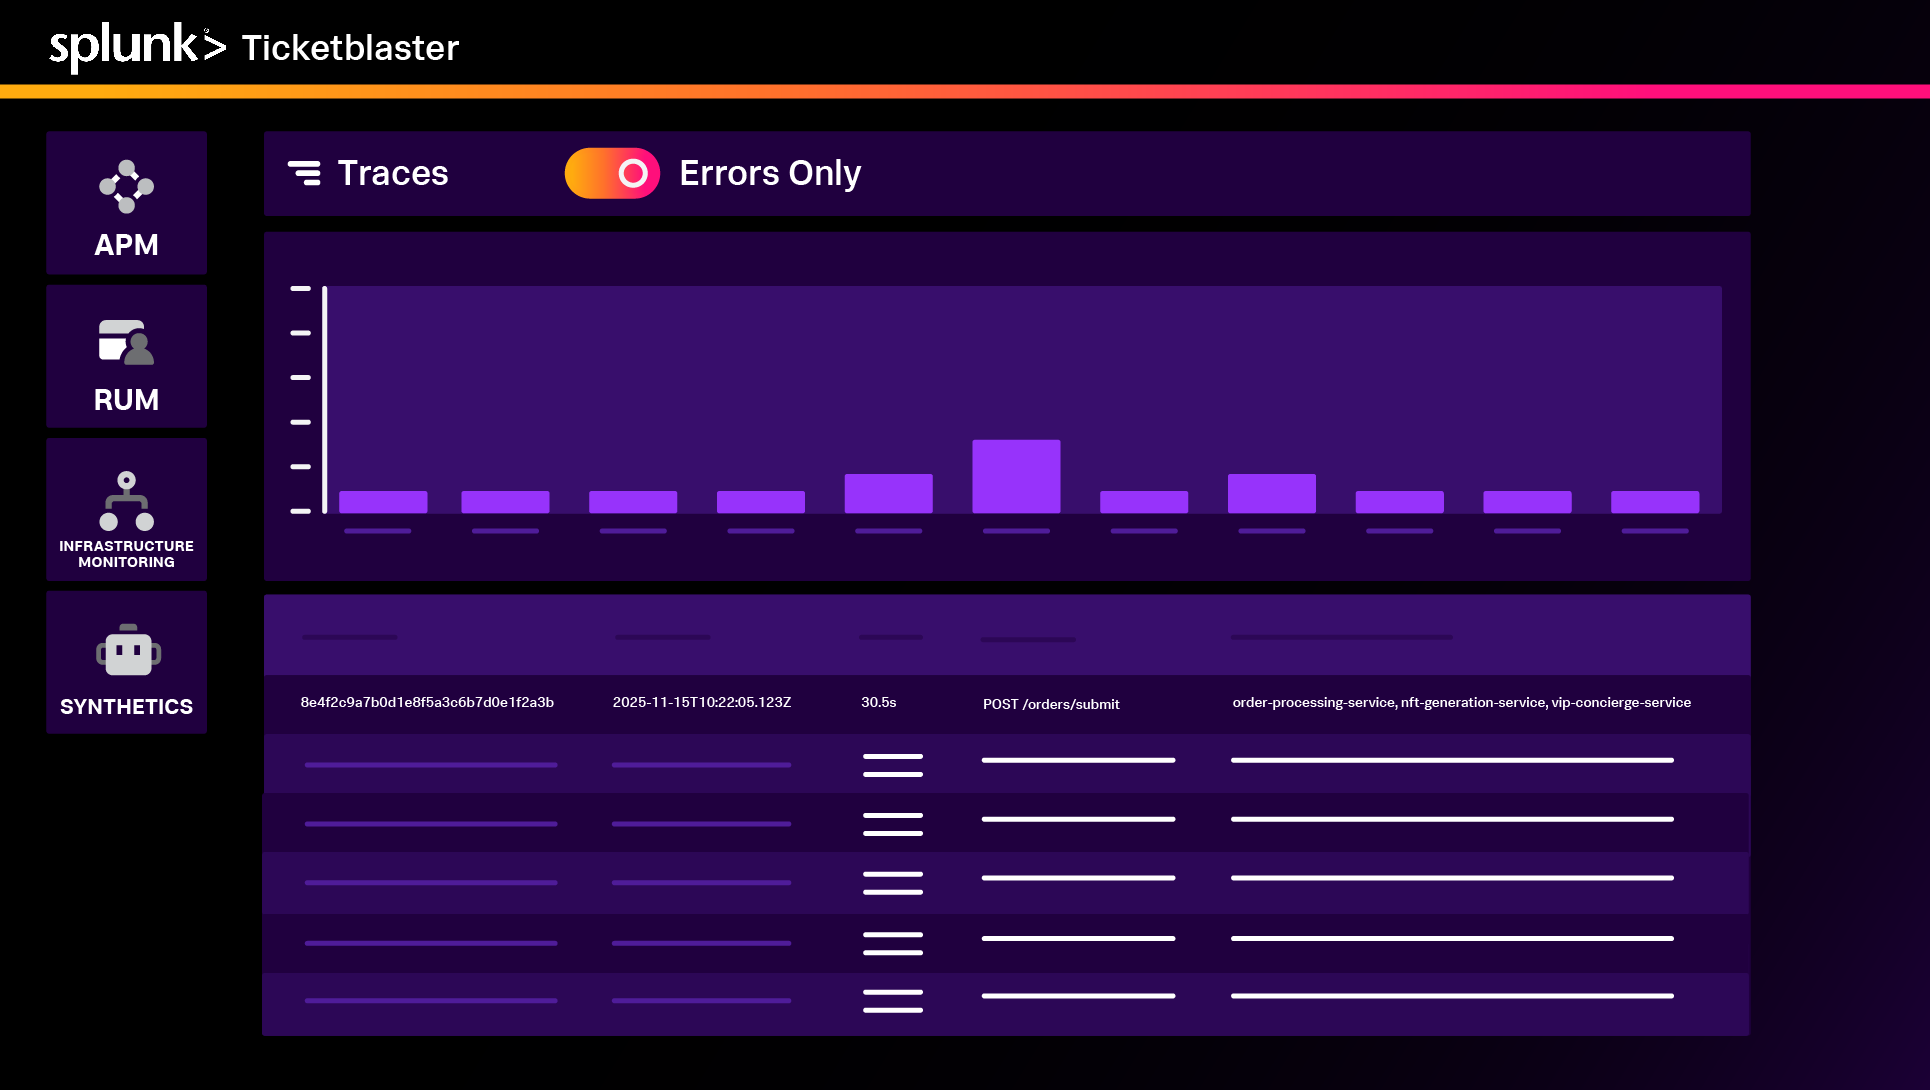 splunk> Ticketblaster
APM
RUM
INFRASTRUCTURE
MONITORING
SYNTHETICS
Traces
Errors Only
8e4f2c9a7b0d1e8f5a3c6b7d0e1f2a3b 2025-11-15T10:22:05.123Z 30.5s POST /orders/submit order-processing-service, nft-generation-service, vip-concierge-service